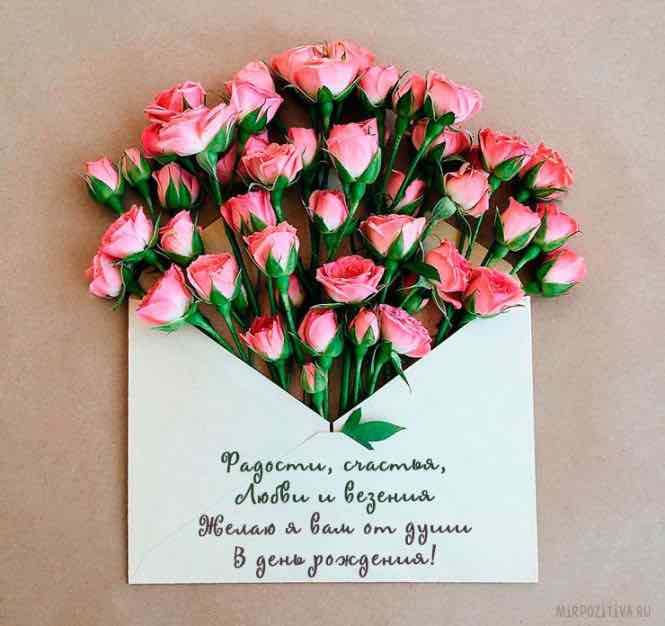 Радости, счастья,
Любви и везения
Желаю я вам от души
В день рождения!
MIRPOZITIVA.RU